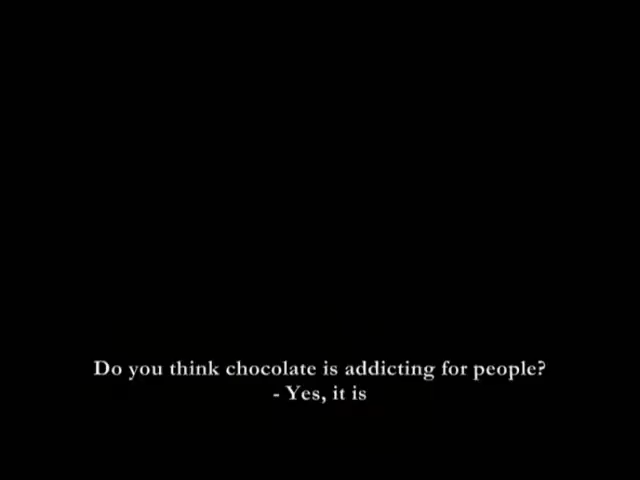 Do you think chocolate is addicting for people?
- Yes, it is